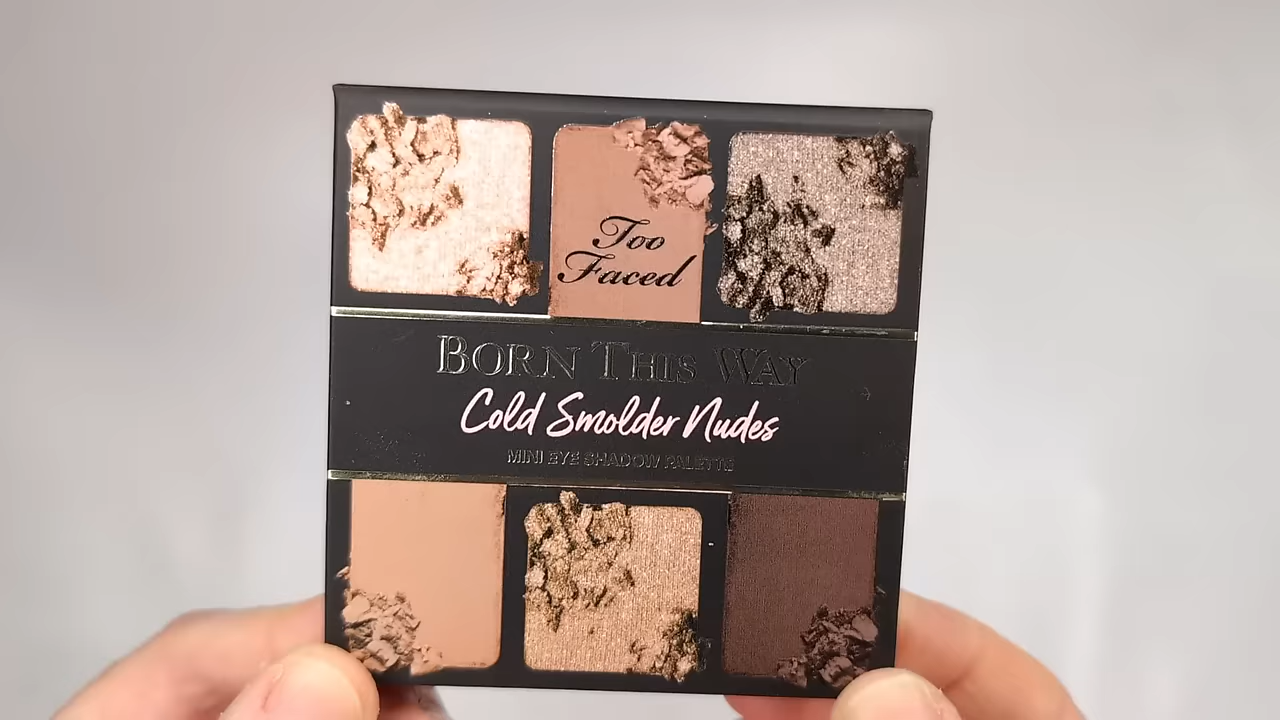 Too
Faced
BORN THIS WAY
Cold Smolder Nudes
MINI EYE SHADOW PALETTE